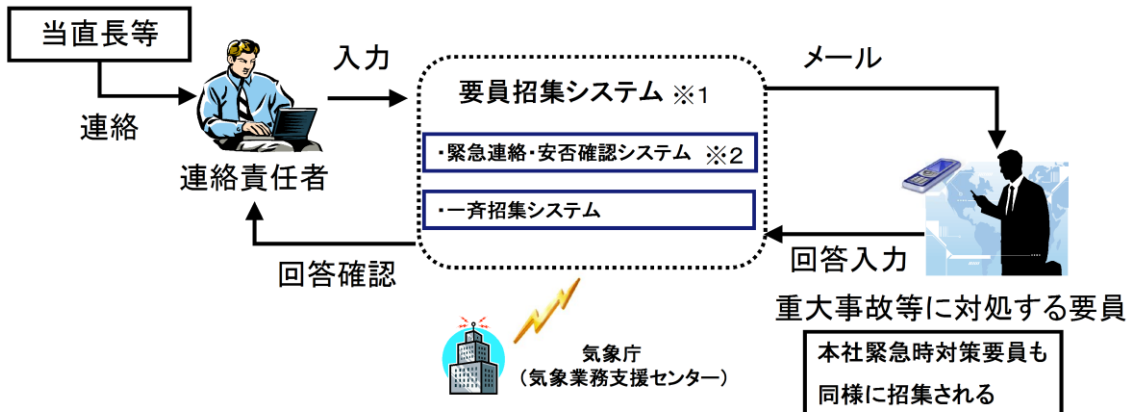 当直長等
連絡
連絡責任者
入力
要員招集システム ※1
・緊急連絡・安否確認システム ※2
・一斉招集システム
メール
回答入力
回答確認
重大事故等に対処する要員
本社緊急時対策要員も
同様に招集される
気象庁
（気象業務支援センター）